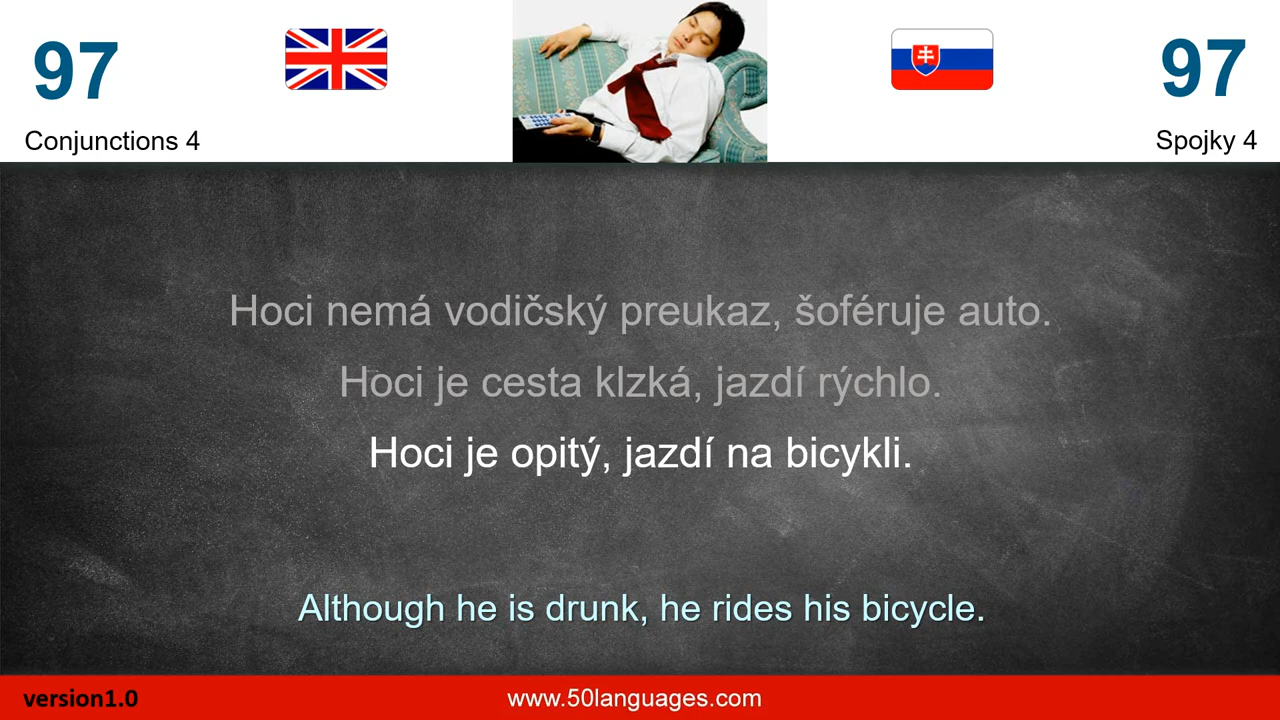 97
97
Conjunctions 4
Spojky 4
Hoci nemá vodičský preukaz, šoféruje auto.
Hoci je cesta klzká, jazdí rýchlo.
Hoci je opitý, jazdí na bicykli.
Although he is drunk, he rides his bicycle.
version1.0
www.50languages.com